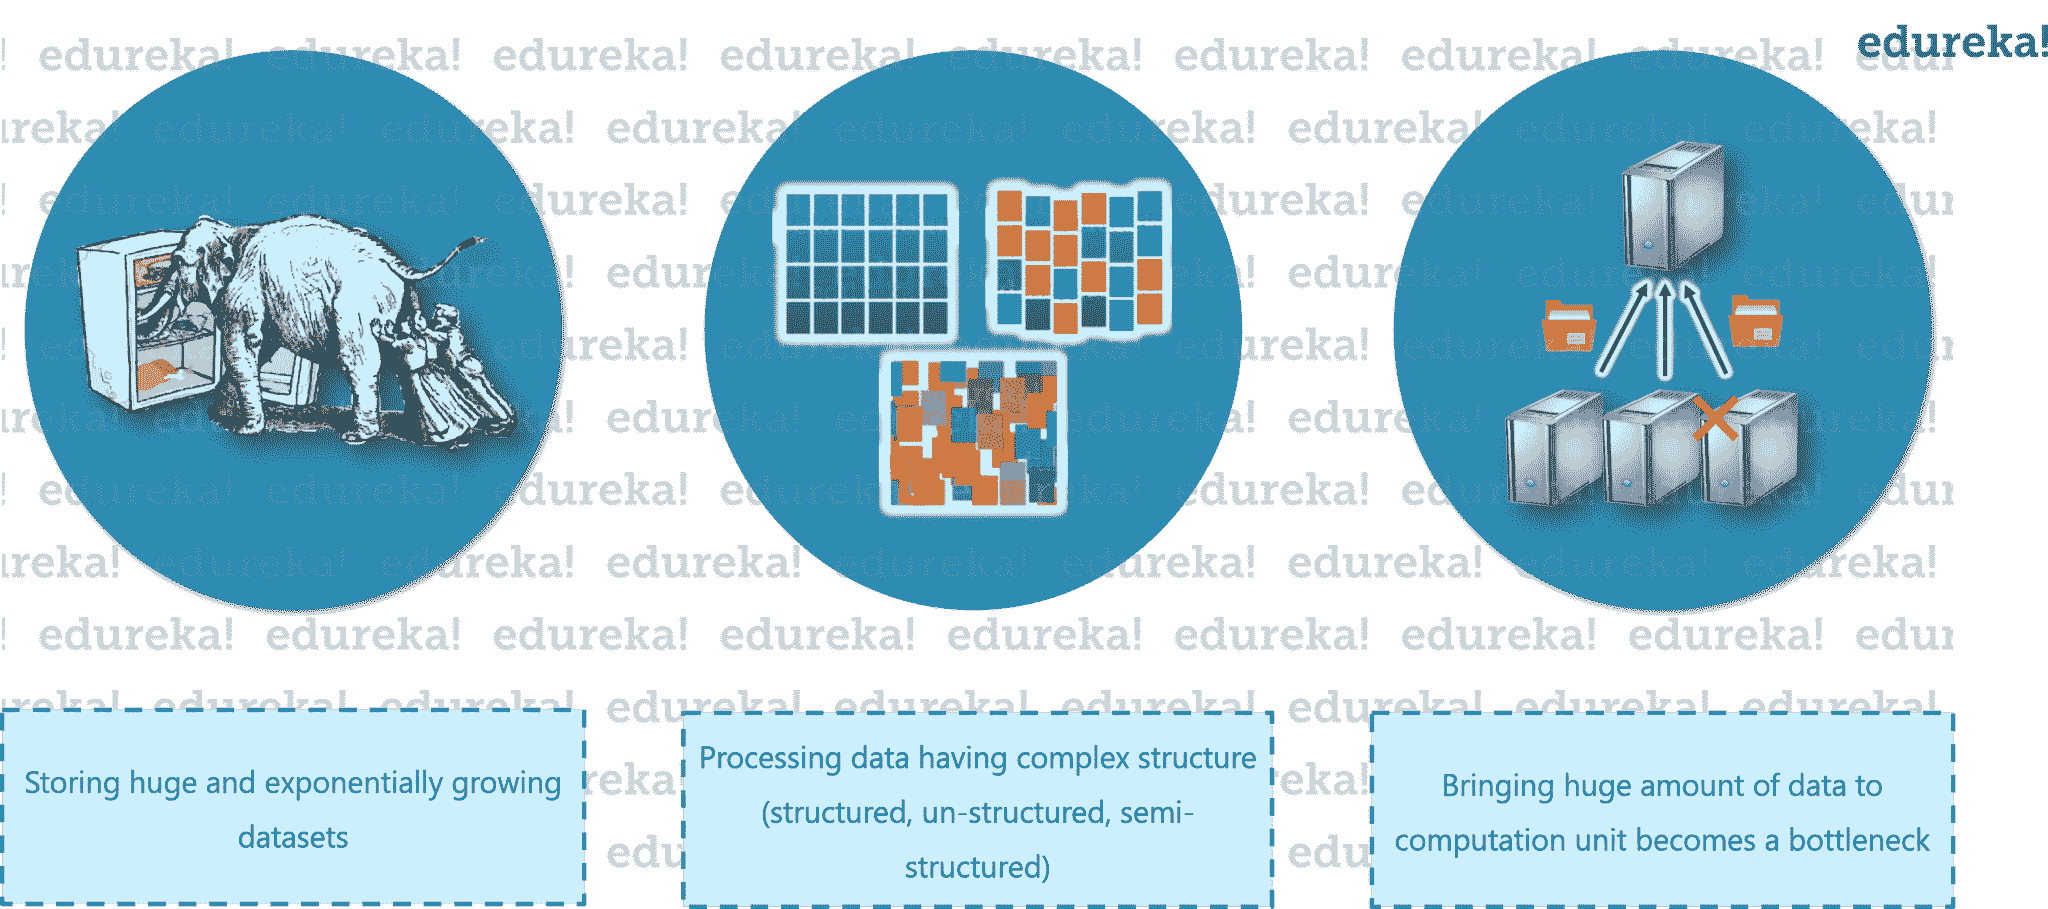 edureka!
Storing huge and exponentially growing
datasets
Processing data having complex structure
(structured, un-structured, semi-
structured)
Bringing huge amount of data to
computation unit becomes a bottleneck